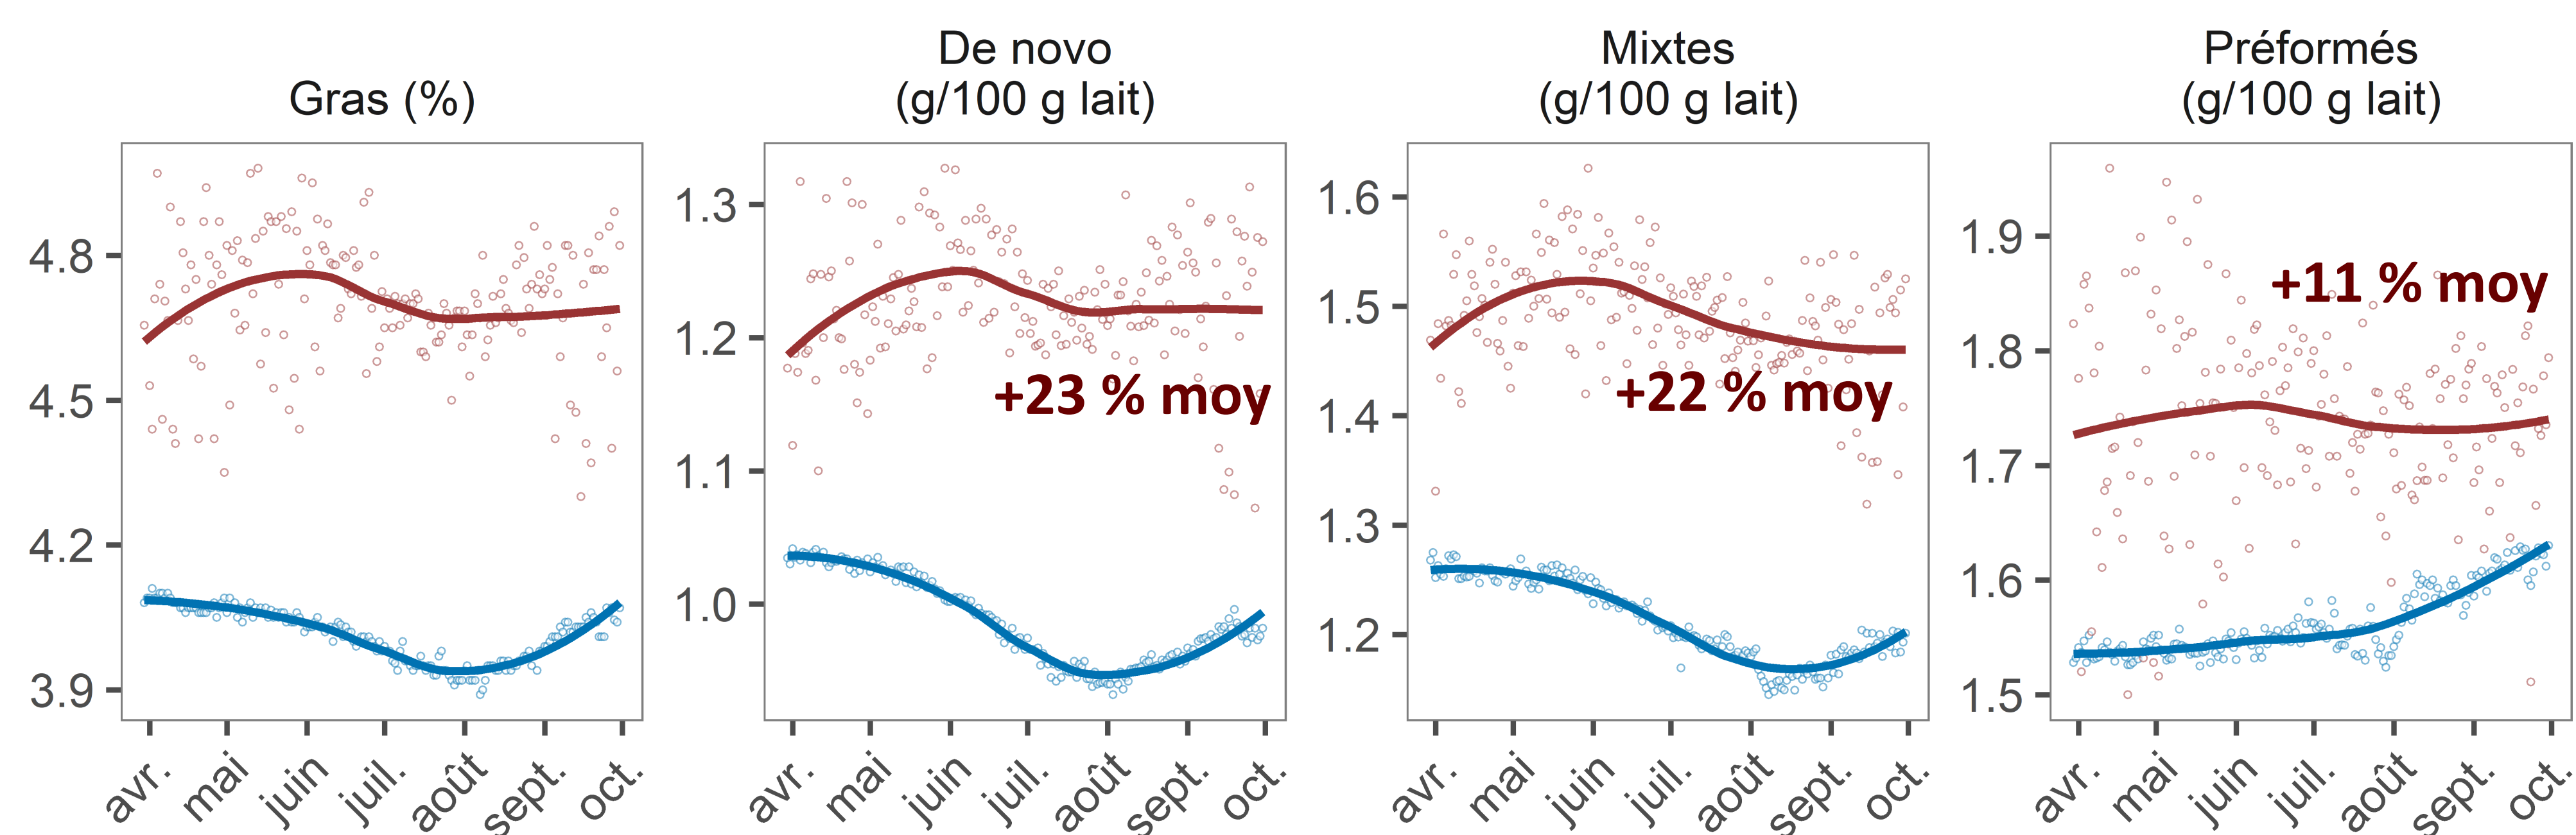 Gras (%)
4.8
4.5
4.2
3.9
avr.
mai
juin
juil.
août
sept.
oct.
De novo
(g/100 g lait)
1.3
1.2
1.1
1.0
+23 % moy
avr.
mai
juin
juil.
août
sept.
oct.
Mixtes
(g/100 g lait)
1.6
1.5
1.4
1.3
1.2
+22 % moy
avr.
mai
juin
juil.
août
sept.
oct.
Préformés
(g/100 g lait)
1.9
1.8
1.7
1.6
1.5
+11 % moy
avr.
mai
juin
juil.
août
sept.
oct.